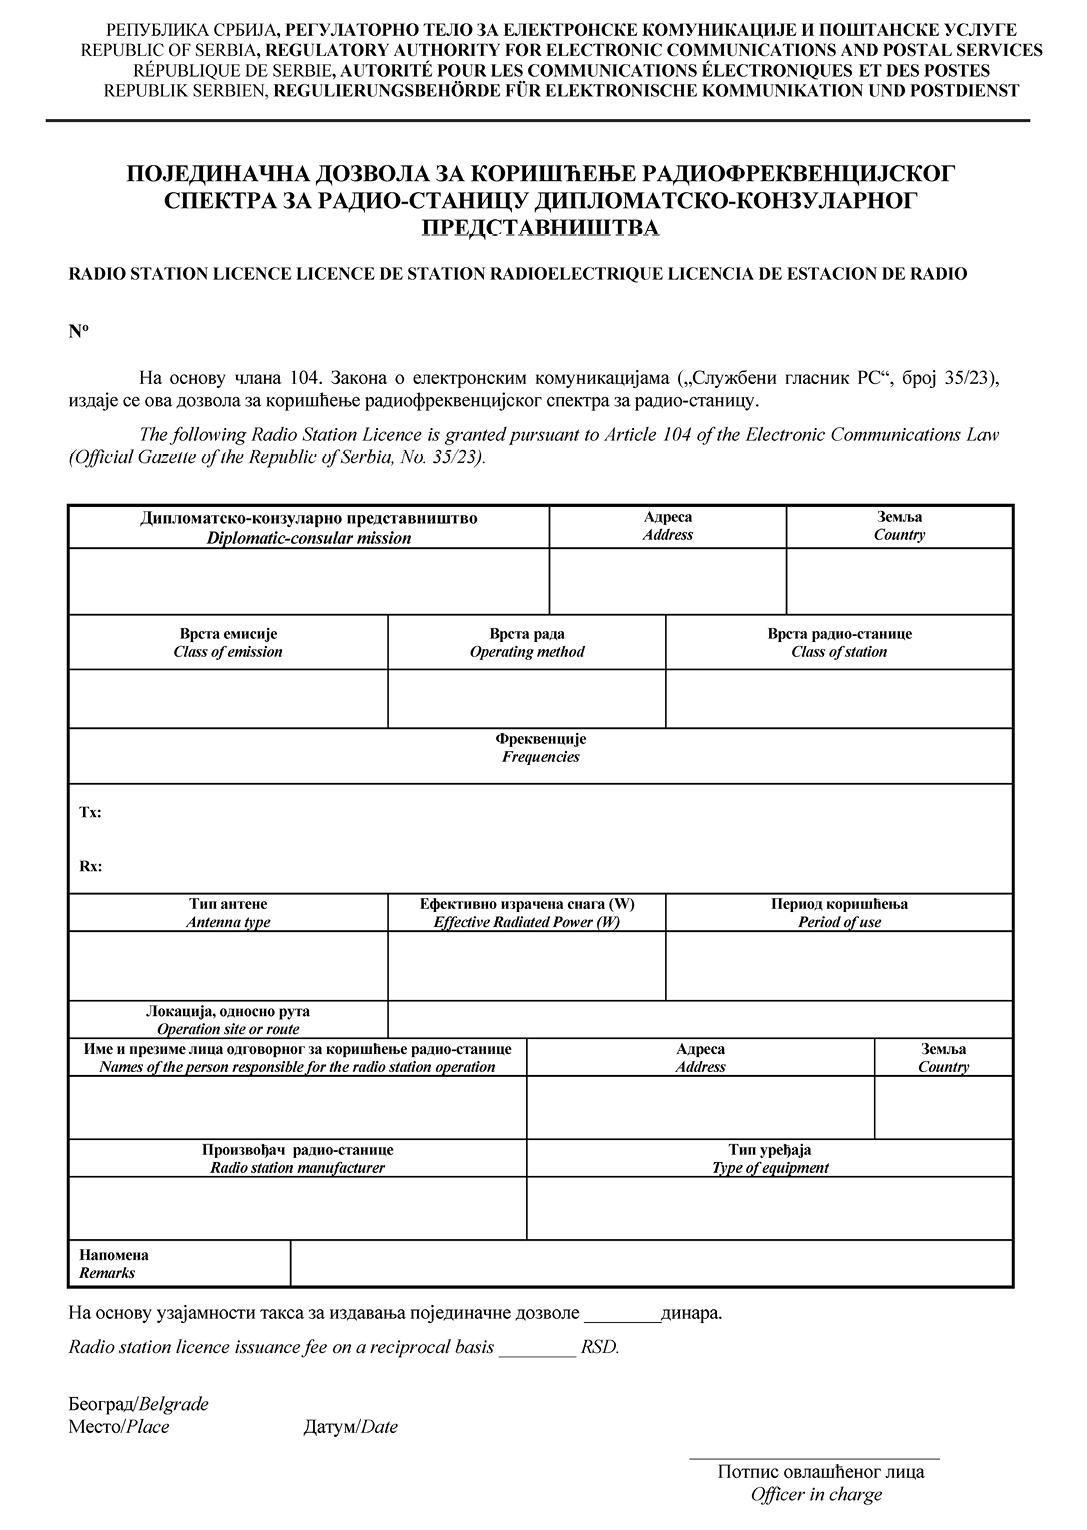 РЕПУБЛИКА СРБИЈА, РЕГУЛАТОРНО ТЕЛО ЗА ЕЛЕКТРОНСКЕ КОМУНИКАЦИЈЕ И ПОШТАНСКЕ УСЛУГЕ
REPUBLIC OF SERBIA, REGULATORY AUTHORITY FOR ELECTRONIC COMMUNICATIONS AND POSTAL SERVICES
RÉPUBLIQUE DE SERBIE, AUTORITÉ POUR LES COMMUNICATIONS ÉLECTRONIQUES ET DES POSTES
REPUBLIK SERBIEN, REGULIERUNGSBEHÖRDE FÜR ELEKTRONISCHE KOMMUNIKATION UND POSTDIENST
ПОЈЕДИНАЧНА ДОЗВОЛА ЗА КОРИШЋЕЊЕ РАДИОФРЕКВЕНЦИЈСКОГ
СПЕКТРА ЗА РАДИО-СТАНИЦУ ДИПЛОМАТСКО-КОНЗУЛАРНОГ
ПРЕДСТАВНИШТВА
RADIO STATION LICENCE LICENCE DE STATION RADIOELECTRIQUE LICENCIA DE ESTACION DE RADIO
Nº
На основу члана 104. Закона о електронским комуникацијама („Службени гласник РС“, број 35/23),
издаје се ова дозвола за коришћење радиофреквенцијског спектра за радио-станицу.
The following Radio Station Licence is granted pursuant to Article 104 of the Electronic Communications Law
(Official Gazette of the Republic of Serbia, No. 35/23).
Дипломатско-конзуларно представништво
Diplomatic-consular mission
Адреса
Address
Земља
Country
Врста емисије
Class of emission
Врста рада
Operating method
Врста радио-станице
Class of station
Фреквенције
Frequencies
Tx:
Rx:
Тип антене
Antenna type
Ефективно израчена снага (W)
Effective Radiated Power (W)
Период коришћења
Period of use
Локација, односно рута
Operation site or route
Име и презиме лица одговорног за коришћење радио-станице
Names of the person responsible for the radio station operation
Адреса
Address
Земља
Country
Произвођач радио-станице
Radio station manufacturer
Тип уређаја
Type of equipment
Напомена
Remarks
На основу узајамности такса за издавања појединачне дозволе ________динара.
Radio station licence issuance fee on a reciprocal basis ________ RSD.
Београд/Belgrade
Место/Place Датум/Date
Потпис овлашћеног лица
Officer in charge